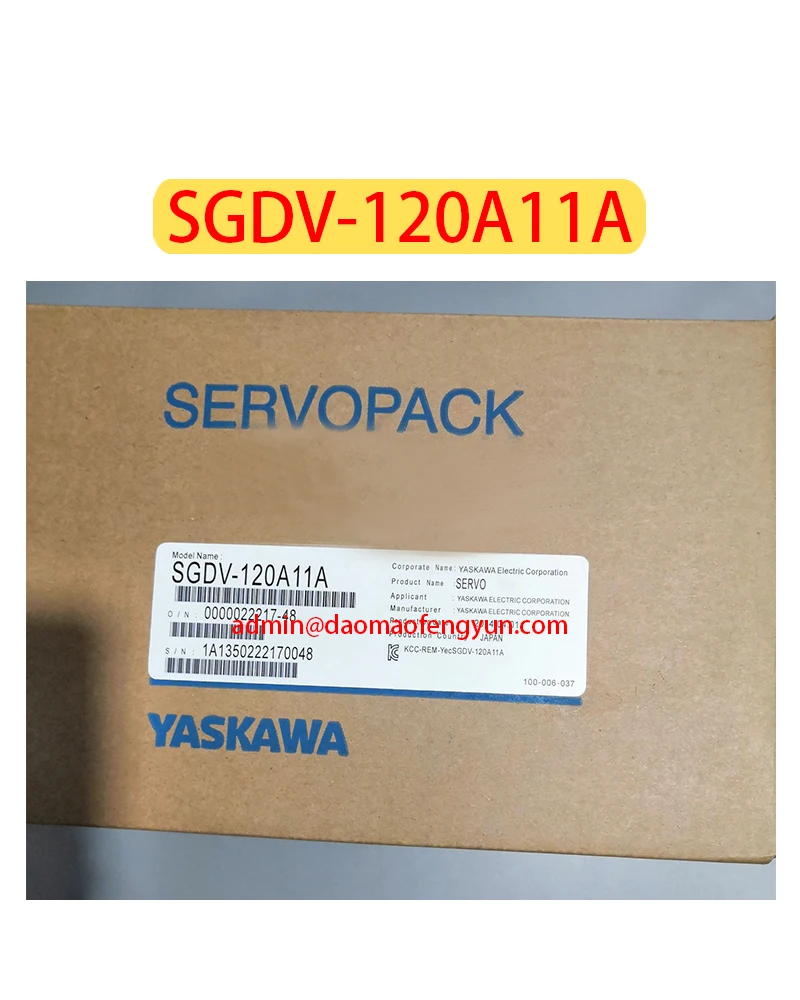 SGDV-120A11A
SERVOPACK
Model Name :
SGDV-120A11A
O / N : 0000022217-48
S / N : 1A1350222170048
Corporate Name: YASKAWA Electric Corporation
Product Name : SERVO
Applicant : YASKAWA ELECTRIC CORPORATION
Manufacturer : YASKAWA ELECTRIC CORPORATION
admin@daomaofengyun.com
Production Country : JAPAN
KCC-REM-YecSGDV-120A11A
100-006-037
YASKAWA